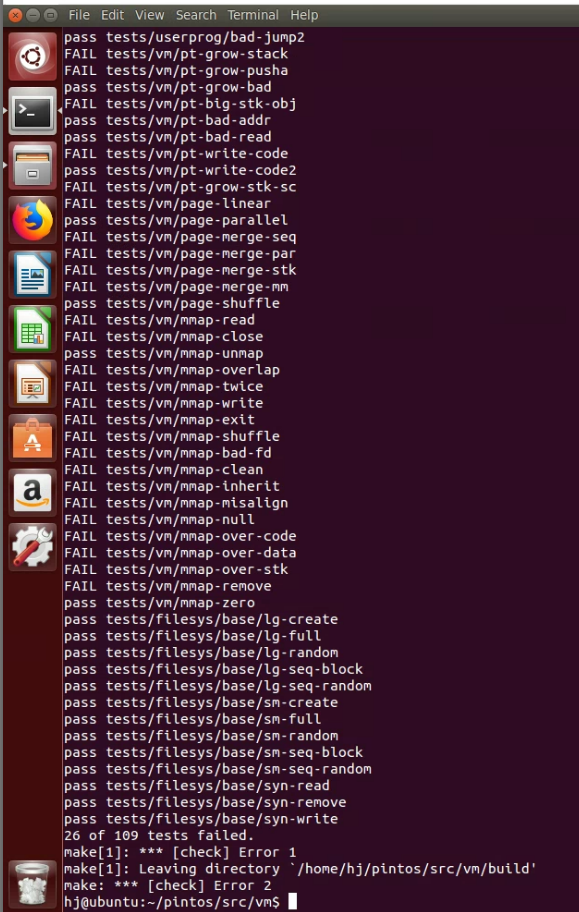 File Edit View Search Terminal Help
pass tests/userprog/bad-jump2
FAIL tests/vm/pt-grow-stack
FAIL tests/vm/pt-grow-pusha
pass tests/vm/pt-grow-bad
FAIL tests/vm/pt-big-stk-obj
pass tests/vm/pt-bad-addr
pass tests/vm/pt-bad-read
FAIL tests/vm/pt-write-code
pass tests/vm/pt-write-code2
FAIL tests/vm/pt-grow-stk-sc
FAIL tests/vm/page-linear
pass tests/vm/page-parallel
FAIL tests/vm/page-merge-seq
FAIL tests/vm/page-merge-par
FAIL tests/vm/page-merge-stk
FAIL tests/vm/page-merge-mm
pass tests/vm/page-shuffle
FAIL tests/vm/mmap-read
FAIL tests/vm/mmap-close
pass tests/vm/mmap-unmap
FAIL tests/vm/mmap-overlap
FAIL tests/vm/mmap-twice
FAIL tests/vm/mmap-write
FAIL tests/vm/mmap-exit
FAIL tests/vm/mmap-shuffle
FAIL tests/vm/mmap-bad-fd
FAIL tests/vm/mmap-clean
FAIL tests/vm/mmap-inherit
FAIL tests/vm/mmap-misalign
FAIL tests/vm/mmap-null
FAIL tests/vm/mmap-over-code
FAIL tests/vm/mmap-over-data
FAIL tests/vm/mmap-over-stk
FAIL tests/vm/mmap-remove
pass tests/vm/mmap-zero
pass tests/filesys/base/lg-create
pass tests/filesys/base/lg-full
pass tests/filesys/base/lg-random
pass tests/filesys/base/lg-seq-block
pass tests/filesys/base/lg-seq-random
pass tests/filesys/base/sm-create
pass tests/filesys/base/sm-full
pass tests/filesys/base/sm-random
pass tests/filesys/base/sm-seq-block
pass tests/filesys/base/sm-seq-random
pass tests/filesys/base/syn-read
pass tests/filesys/base/syn-remove
pass tests/filesys/base/syn-write
26 of 109 tests failed.
make[1]: *** [check] Error 1
make[1]: Leaving directory `/home/hj/pintos/src/vm/build'
make: *** [check] Error 2
hj@ubuntu:~/pintos/src/vm$